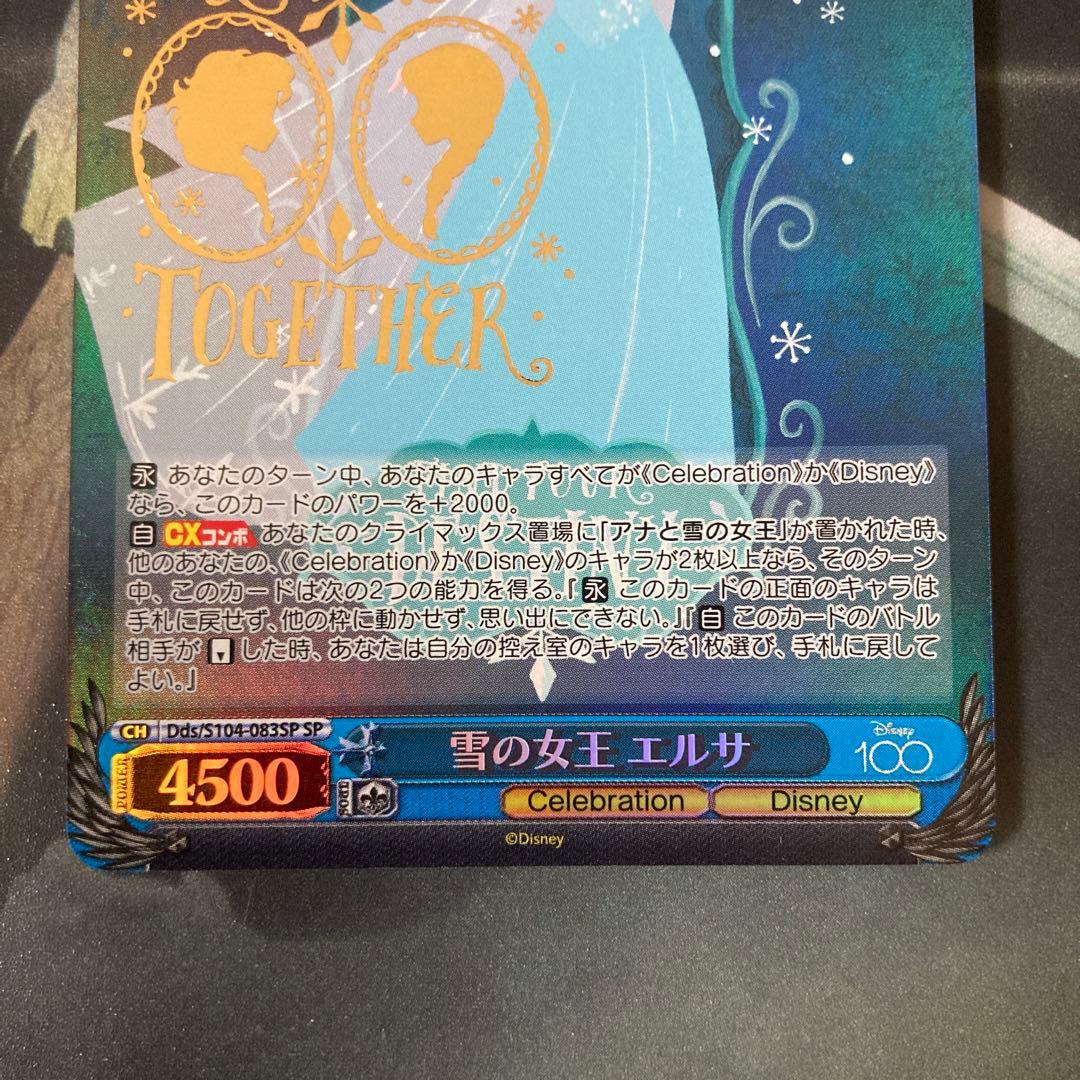 TOGETHER
永 あなたのターン中、あなたのキャラすべてが《Celebration》か《Disney》
なら、このカードのパワーを+2000。
自 CXコンボ あなたのクライマックス置場に「アナと雪の女王」が置かれた時、
他のあなたの、《Celebration》か《Disney》のキャラが2枚以上なら、そのターン
中、このカードは次の2つの能力を得る。『 永 このカードの正面のキャラは
手札に戻せず、他の枠に動かせず、思い出にできない。』『 自 このカードのバトル
相手が した時、あなたは自分の控え室のキャラを1枚選び、手札に戻して
よい。』
CH Dds/S104-083SP SP
雪の女王 エルサ
Disney
100
POWER
4500
SOUL
Celebration
Disney
©Disney